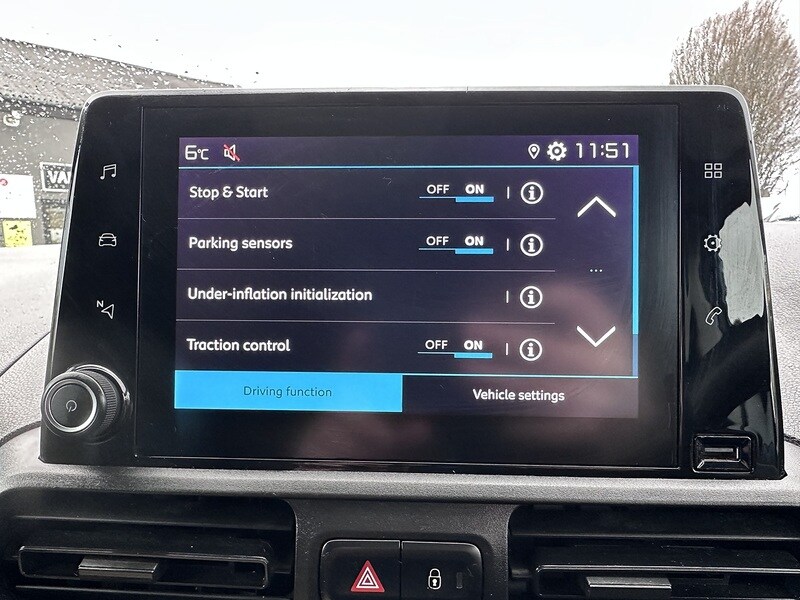 6°C 11:51
Stop & Start OFF ON
Parking sensors OFF ON
Under-inflation initialization
Traction control OFF ON
Driving function Vehicle settings
N
VAN